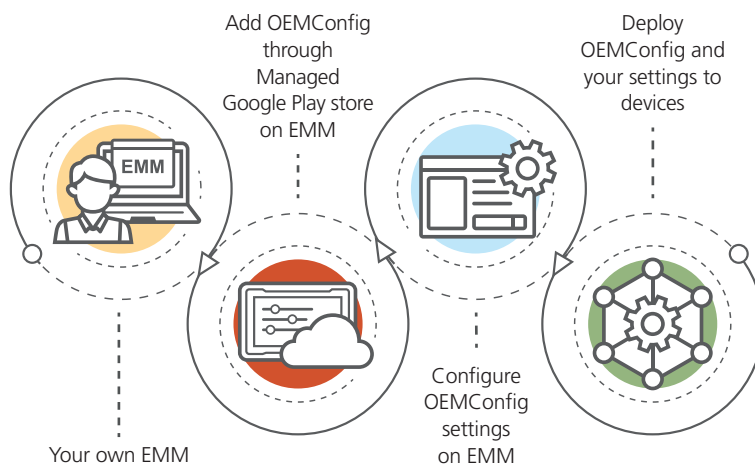 EMM
Your own EMM
Add OEMConfig
through
Managed
Google Play store
on EMM
Configure
OEMConfig
settings
on EMM
Deploy
OEMConfig and
your settings to
devices